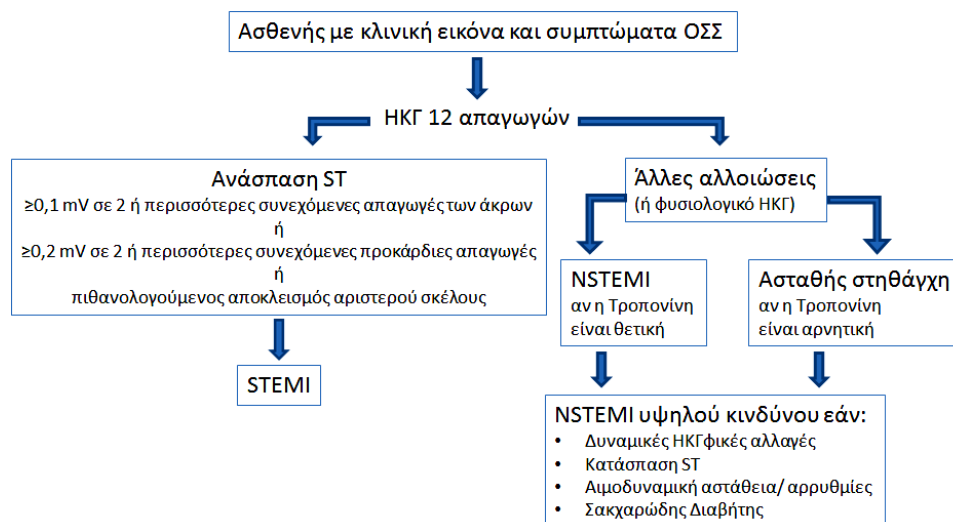 Ασθενής με κλινική εικόνα και συμπτώματα ΟΣΣ
ΗΚΓ 12 απαγωγών
Ανάσπαση ST
≥0,1 mV σε 2 ή περισσότερες συνεχόμενες απαγωγές των άκρων
ή
≥0,2 mV σε 2 ή περισσότερες συνεχόμενες προκάρδιες απαγωγές
ή
πιθανολογούμενος αποκλεισμός αριστερού σκέλους
STEMI
Άλλες αλλοιώσεις
(ή φυσιολογικό ΗΚΓ)
NSTEMI
αν η Τροπονίνη
είναι θετική
Ασταθής στηθάγχη
αν η Τροπονίνη
είναι αρνητική
NSTEMI υψηλού κινδύνου εάν:
• Δυναμικές ΗΚΓφικές αλλαγές
• Κατάσπαση ST
• Αιμοδυναμική αστάθεια/ αρρυθμίες
• Σακχαρώδης Διαβήτης